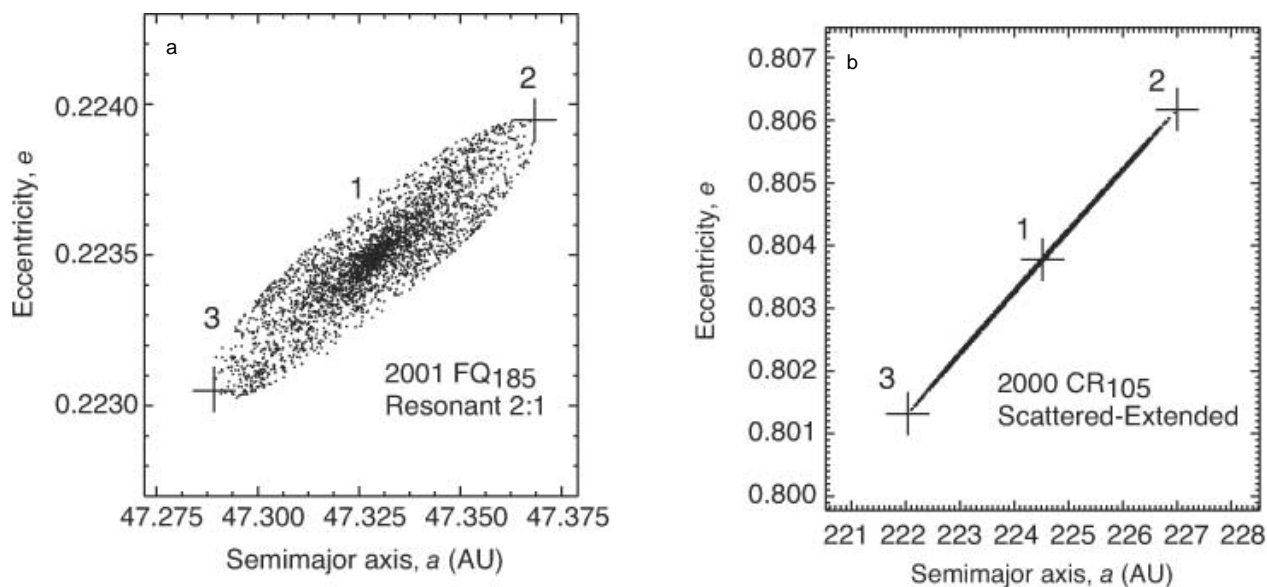 a
0.2240
0.2235
0.2230
Eccentricity, e
1
2
3
2001 FQ185
Resonant 2:1
47.275 47.300 47.325 47.350 47.375
Semimajor axis, a (AU)
b
0.807
0.806
0.805
0.804
0.803
0.802
0.801
0.800
Eccentricity, e
2
1
3
2000 CR105
Scattered-Extended
221 222 223 224 225 226 227 228
Semimajor axis, a (AU)